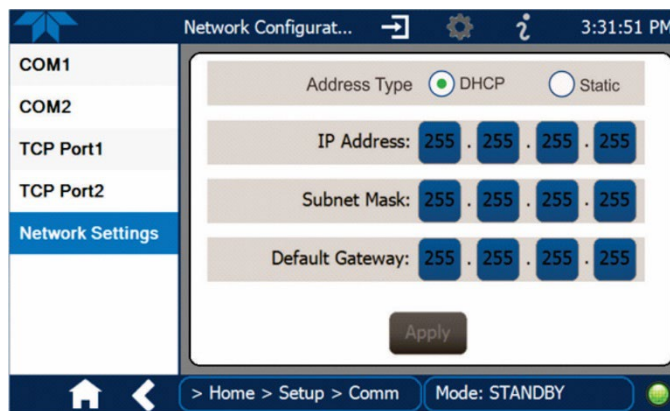 Network Configurat... 3:31:51 PM
COM1
COM2
TCP Port1
TCP Port2
Network Settings
Address Type DHCP Static
IP Address: 255 . 255 . 255 . 255
Subnet Mask: 255 . 255 . 255 . 255
Default Gateway: 255 . 255 . 255 . 255
Apply
> Home > Setup > Comm Mode: STANDBY